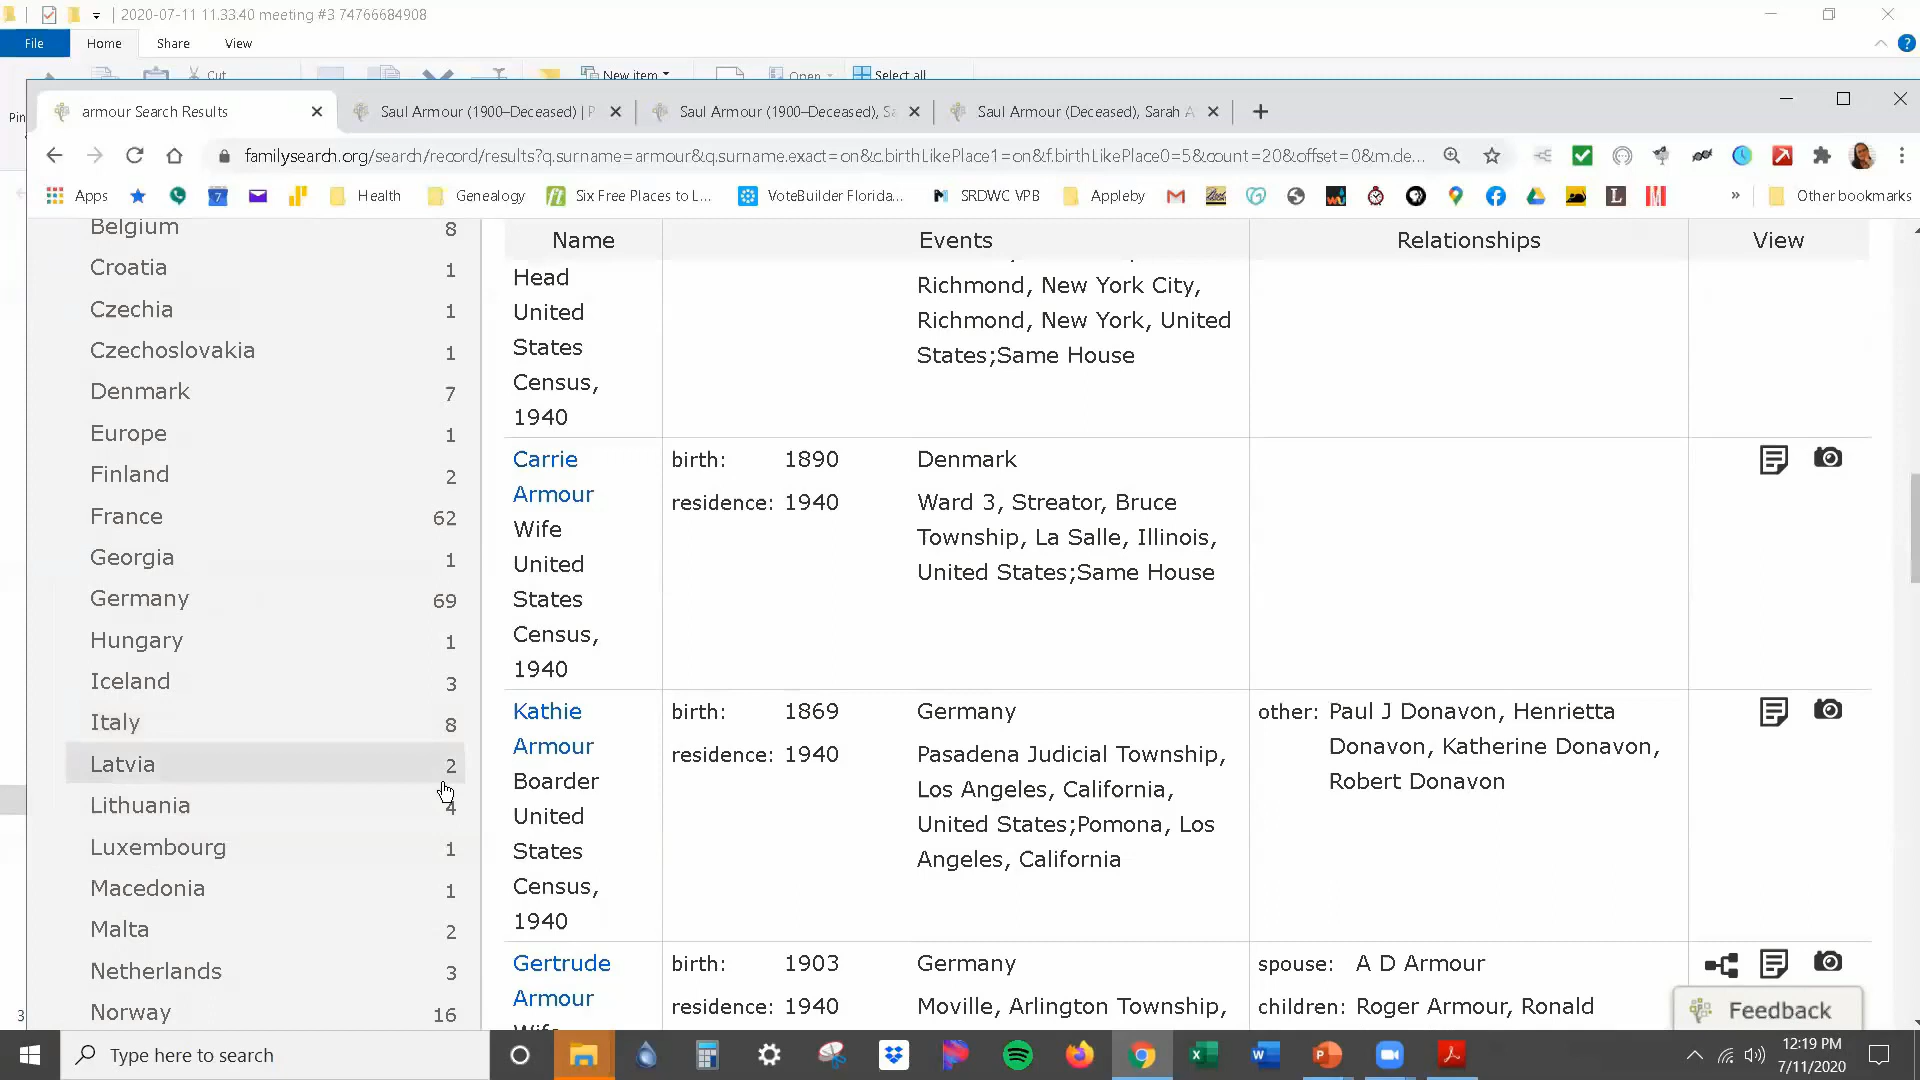 2020-07-11 11.33.40 meeting #3 74766684908
File Home Share View
Cut New item Open Select all
armour Search Results Saul Armour (1900–Deceased) | P Saul Armour (1900–Deceased), Sa Saul Armour (Deceased), Sarah A
familysearch.org/search/record/results?q.surname=armour&q.surname.exact=on&c.birthLikePlace1=on&f.birthLikePlace0=5&count=20&offset=0&m.de...
Apps Health Genealogy Six Free Places to L... VoteBuilder Florida... SRDWC VPB Appleby » Other bookmarks
Belgium 8
Croatia 1
Czechia 1
Czechoslovakia 1
Denmark 7
Europe 1
Finland 2
France 62
Georgia 1
Germany 69
Hungary 1
Iceland 3
Italy 8
Latvia 2
Lithuania 4
Luxembourg 1
Macedonia 1
Malta 2
Netherlands 3
Norway 16
Name Events Relationships View
Head
United
States
Census,
1940
Richmond, New York City,
Richmond, New York, United
States;Same House
Carrie
Armour
Wife
United
States
Census,
1940
birth: 1890 Denmark
residence: 1940 Ward 3, Streator, Bruce
Township, La Salle, Illinois,
United States;Same House
Kathie
Armour
Boarder
United
States
Census,
1940
birth: 1869 Germany
residence: 1940 Pasadena Judicial Township,
Los Angeles, California,
United States;Pomona, Los
Angeles, California
other: Paul J Donavon, Henrietta
Donavon, Katherine Donavon,
Robert Donavon
Gertrude
Armour
birth: 1903 Germany
residence: 1940 Moville, Arlington Township,
spouse: A D Armour
children: Roger Armour, Ronald
Feedback
Type here to search
12:19 PM
7/11/2020